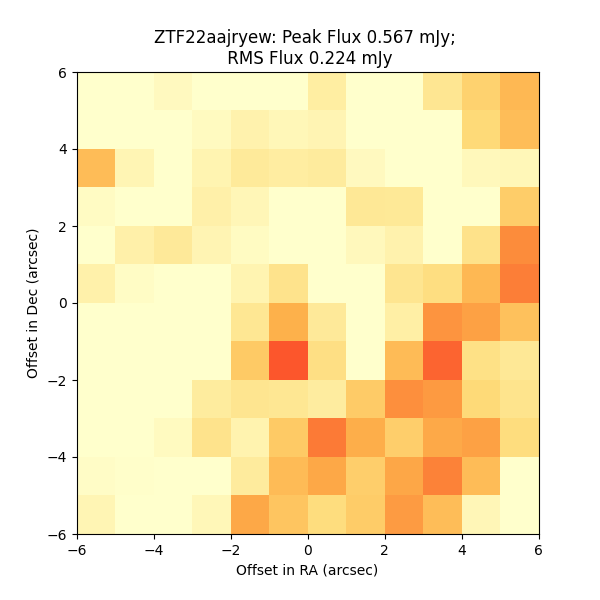 ZTF22aajryew: Peak Flux 0.567 mJy;
RMS Flux 0.224 mJy
6
4
2
0
−2
−4
−6
Offset in Dec (arcsec)
−6 −4 −2 0 2 4 6
Offset in RA (arcsec)